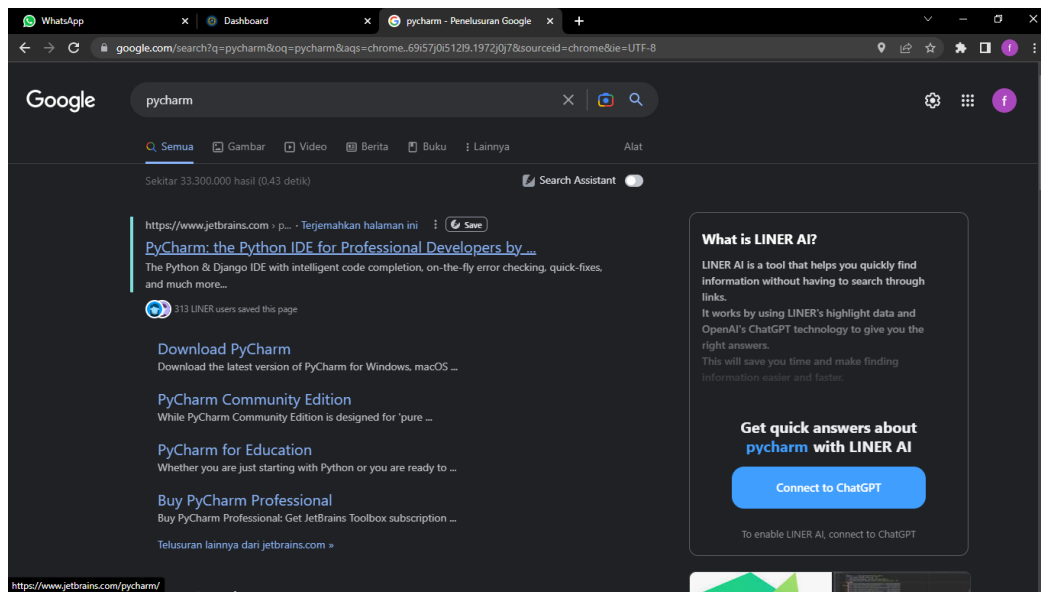 WhatsApp
Dashboard
pycharm - Penelusuran Google
google.com/search?q=pycharm&oq=pycharm&aqs=chrome..69i57j0i512l9.1972j0j7&sourceid=chrome&ie=UTF-8
f
Google
pycharm
f
Semua Gambar Video Berita Buku Lainnya Alat
Sekitar 33.300.000 hasil (0.43 detik)
Search Assistant
https://www.jetbrains.com › p... - Terjemahkan halaman ini
Save
PyCharm: the Python IDE for Professional Developers by ...
The Python & Django IDE with intelligent code completion, on-the-fly error checking, quick-fixes,
and much more...
313 LINER users saved this page
Download PyCharm
Download the latest version of PyCharm for Windows, macOS ...
PyCharm Community Edition
While PyCharm Community Edition is designed for 'pure ...
PyCharm for Education
Whether you are just starting with Python or you are ready to ...
Buy PyCharm Professional
Buy PyCharm Professional: Get JetBrains Toolbox subscription ...
Telusuran lainnya dari jetbrains.com »
What is LINER AI?
LINER AI is a tool that helps you quickly find
information without having to search through
links.
It works by using LINER's highlight data and
OpenAI's ChatGPT technology to give you the
right answers.
This will save you time and make finding
information easier and faster.
Get quick answers about
pycharm with LINER AI
Connect to ChatGPT
To enable LINER AI, connect to ChatGPT
https://www.jetbrains.com/pycharm/